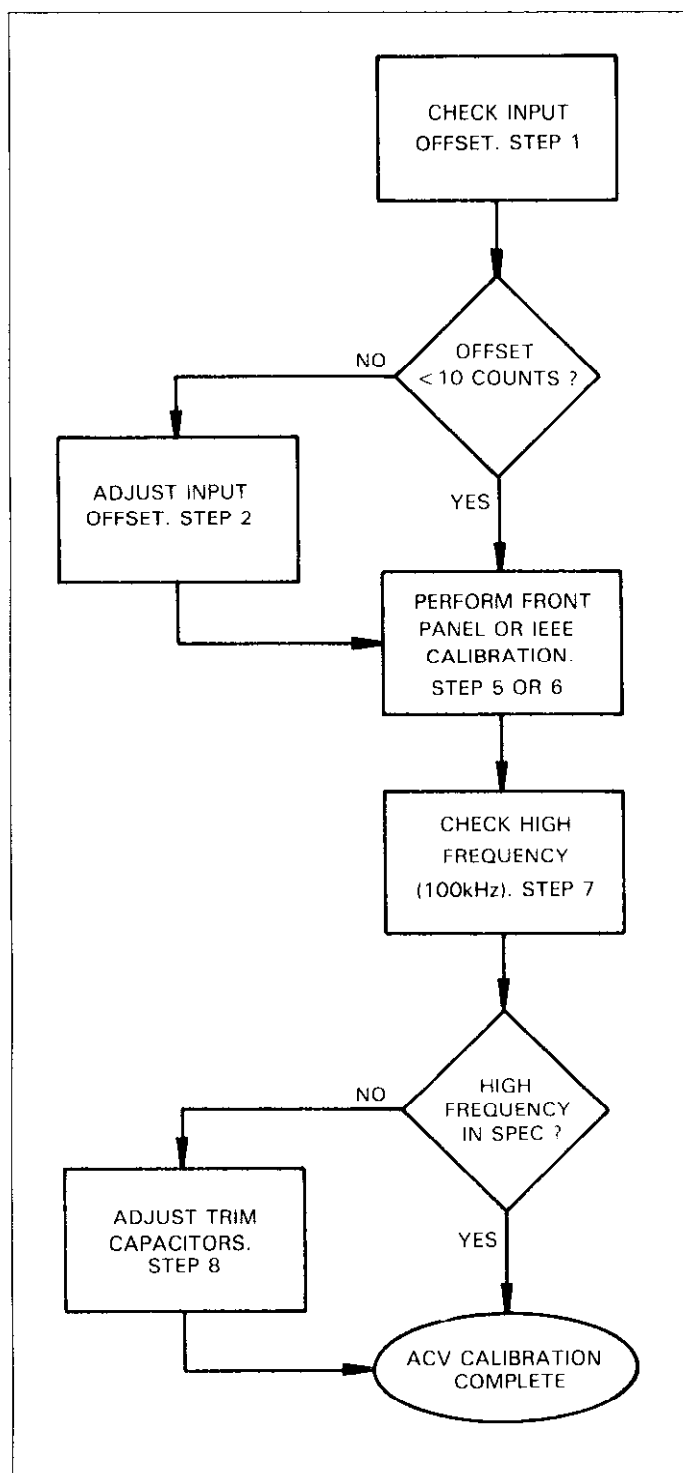 CHECK INPUT
OFFSET. STEP 1
OFFSET
< 10 COUNTS ?
NO
YES
ADJUST INPUT
OFFSET. STEP 2
PERFORM FRONT
PANEL OR IEEE
CALIBRATION.
STEP 5 OR 6
CHECK HIGH
FREQUENCY
(100kHz). STEP 7
HIGH
FREQUENCY
IN SPEC ?
NO
YES
ADJUST TRIM
CAPACITORS.
STEP 8
ACV CALIBRATION
COMPLETE